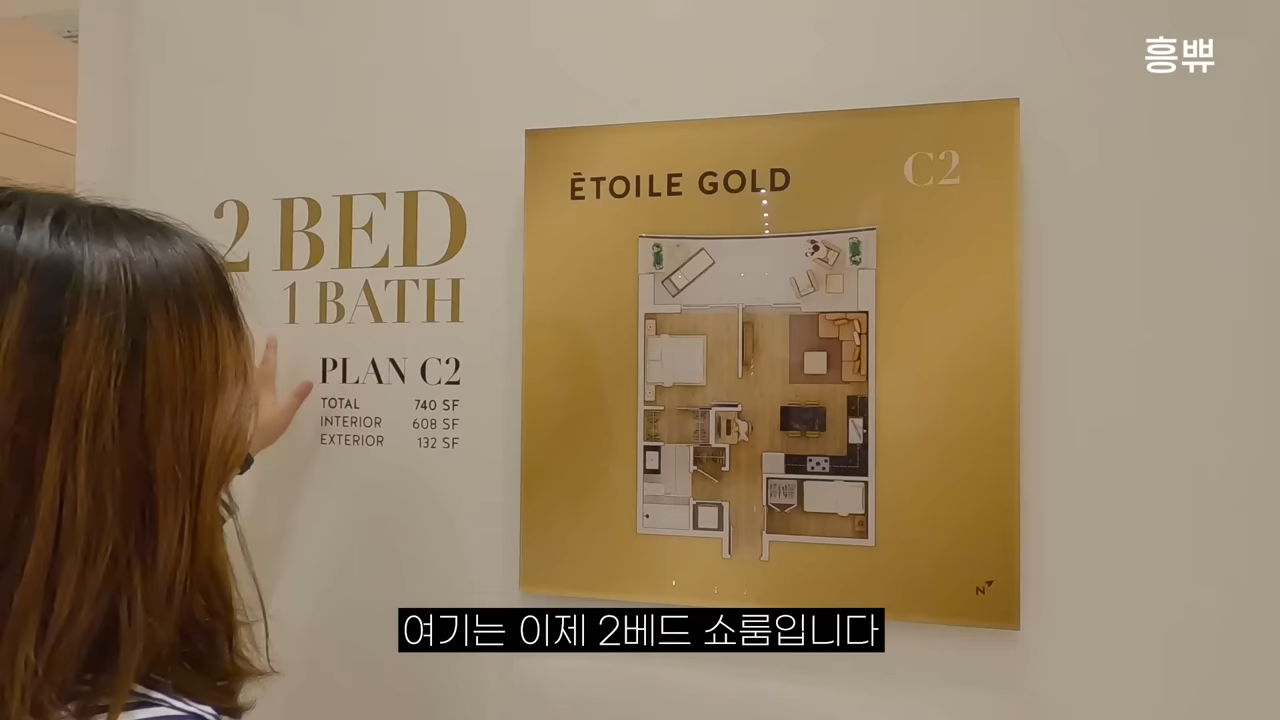 흥쀼
2 BED
1 BATH
PLAN C2
TOTAL 740 SF
INTERIOR 608 SF
EXTERIOR 132 SF
ĒTOILE GOLD
C2
N
여기는 이제 2베드 쇼룸입니다